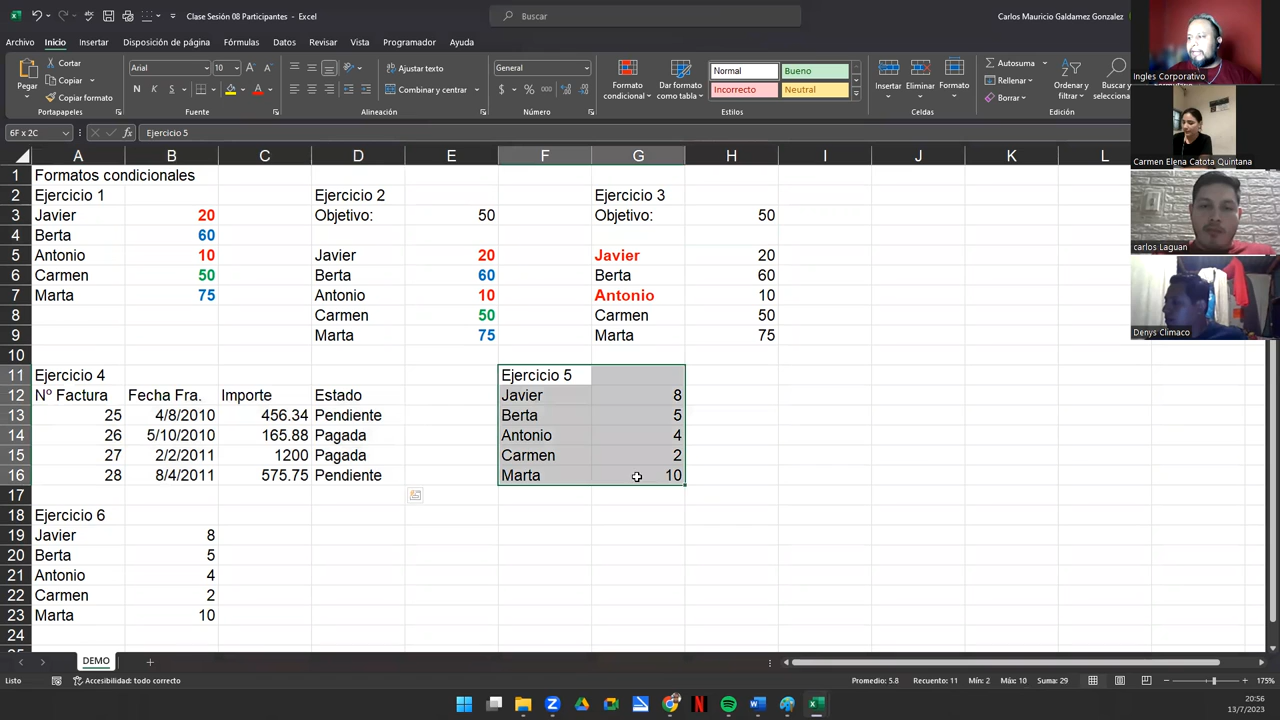 Clase Sesión 08 Participantes - Excel
Buscar
Carlos Mauricio Galdamez Gonzalez
Archivo Inicio Insertar Disposición de página Fórmulas Datos Revisar Vista Programador Ayuda
Pegar
Cortar
Copiar
Copiar formato
Portapapeles
Arial 10
N K S
Fuente
Ajustar texto
Combinar y centrar
Alineación
General
Número
Formato condicional
Dar formato como tabla
Normal Bueno
Incorrecto Neutral
Estilos
Insertar Eliminar Formato
Celdas
Autosuma
Rellenar
Borrar
Ordenar y filtrar
Buscar y selecciona
Edición
6F x 2C
Ejercicio 5
A B C D E F G H I J K L
1 Formatos condicionales
2 Ejercicio 1 Ejercicio 2 Ejercicio 3
3 Javier 20 Objetivo: 50 Objetivo: 50
4 Berta 60
5 Antonio 10 Javier 20 Javier 20
6 Carmen 50 Berta 60 Berta 60
7 Marta 75 Antonio 10 Antonio 10
8 Carmen 50 Carmen 50
9 Marta 75 Marta 75
10
11 Ejercicio 4 Ejercicio 5
12 Nº Factura Fecha Fra. Importe Estado Javier 8
13 25 4/8/2010 456.34 Pendiente Berta 5
14 26 5/10/2010 165.88 Pagada Antonio 4
15 27 2/2/2011 1200 Pagada Carmen 2
16 28 8/4/2011 575.75 Pendiente Marta 10
17
18 Ejercicio 6
19 Javier 8
20 Berta 5
21 Antonio 4
22 Carmen 2
23 Marta 10
24
DEMO
Listo
Accesibilidad: todo correcto
Promedio: 5.8 Recuento: 11 Mín: 2 Máx: 10 Suma: 29
175%
20:56
13/7/2023
Ingles Corporativo
Carmen Elena Catota Quintana
carlos Laguan
Denys Climaco